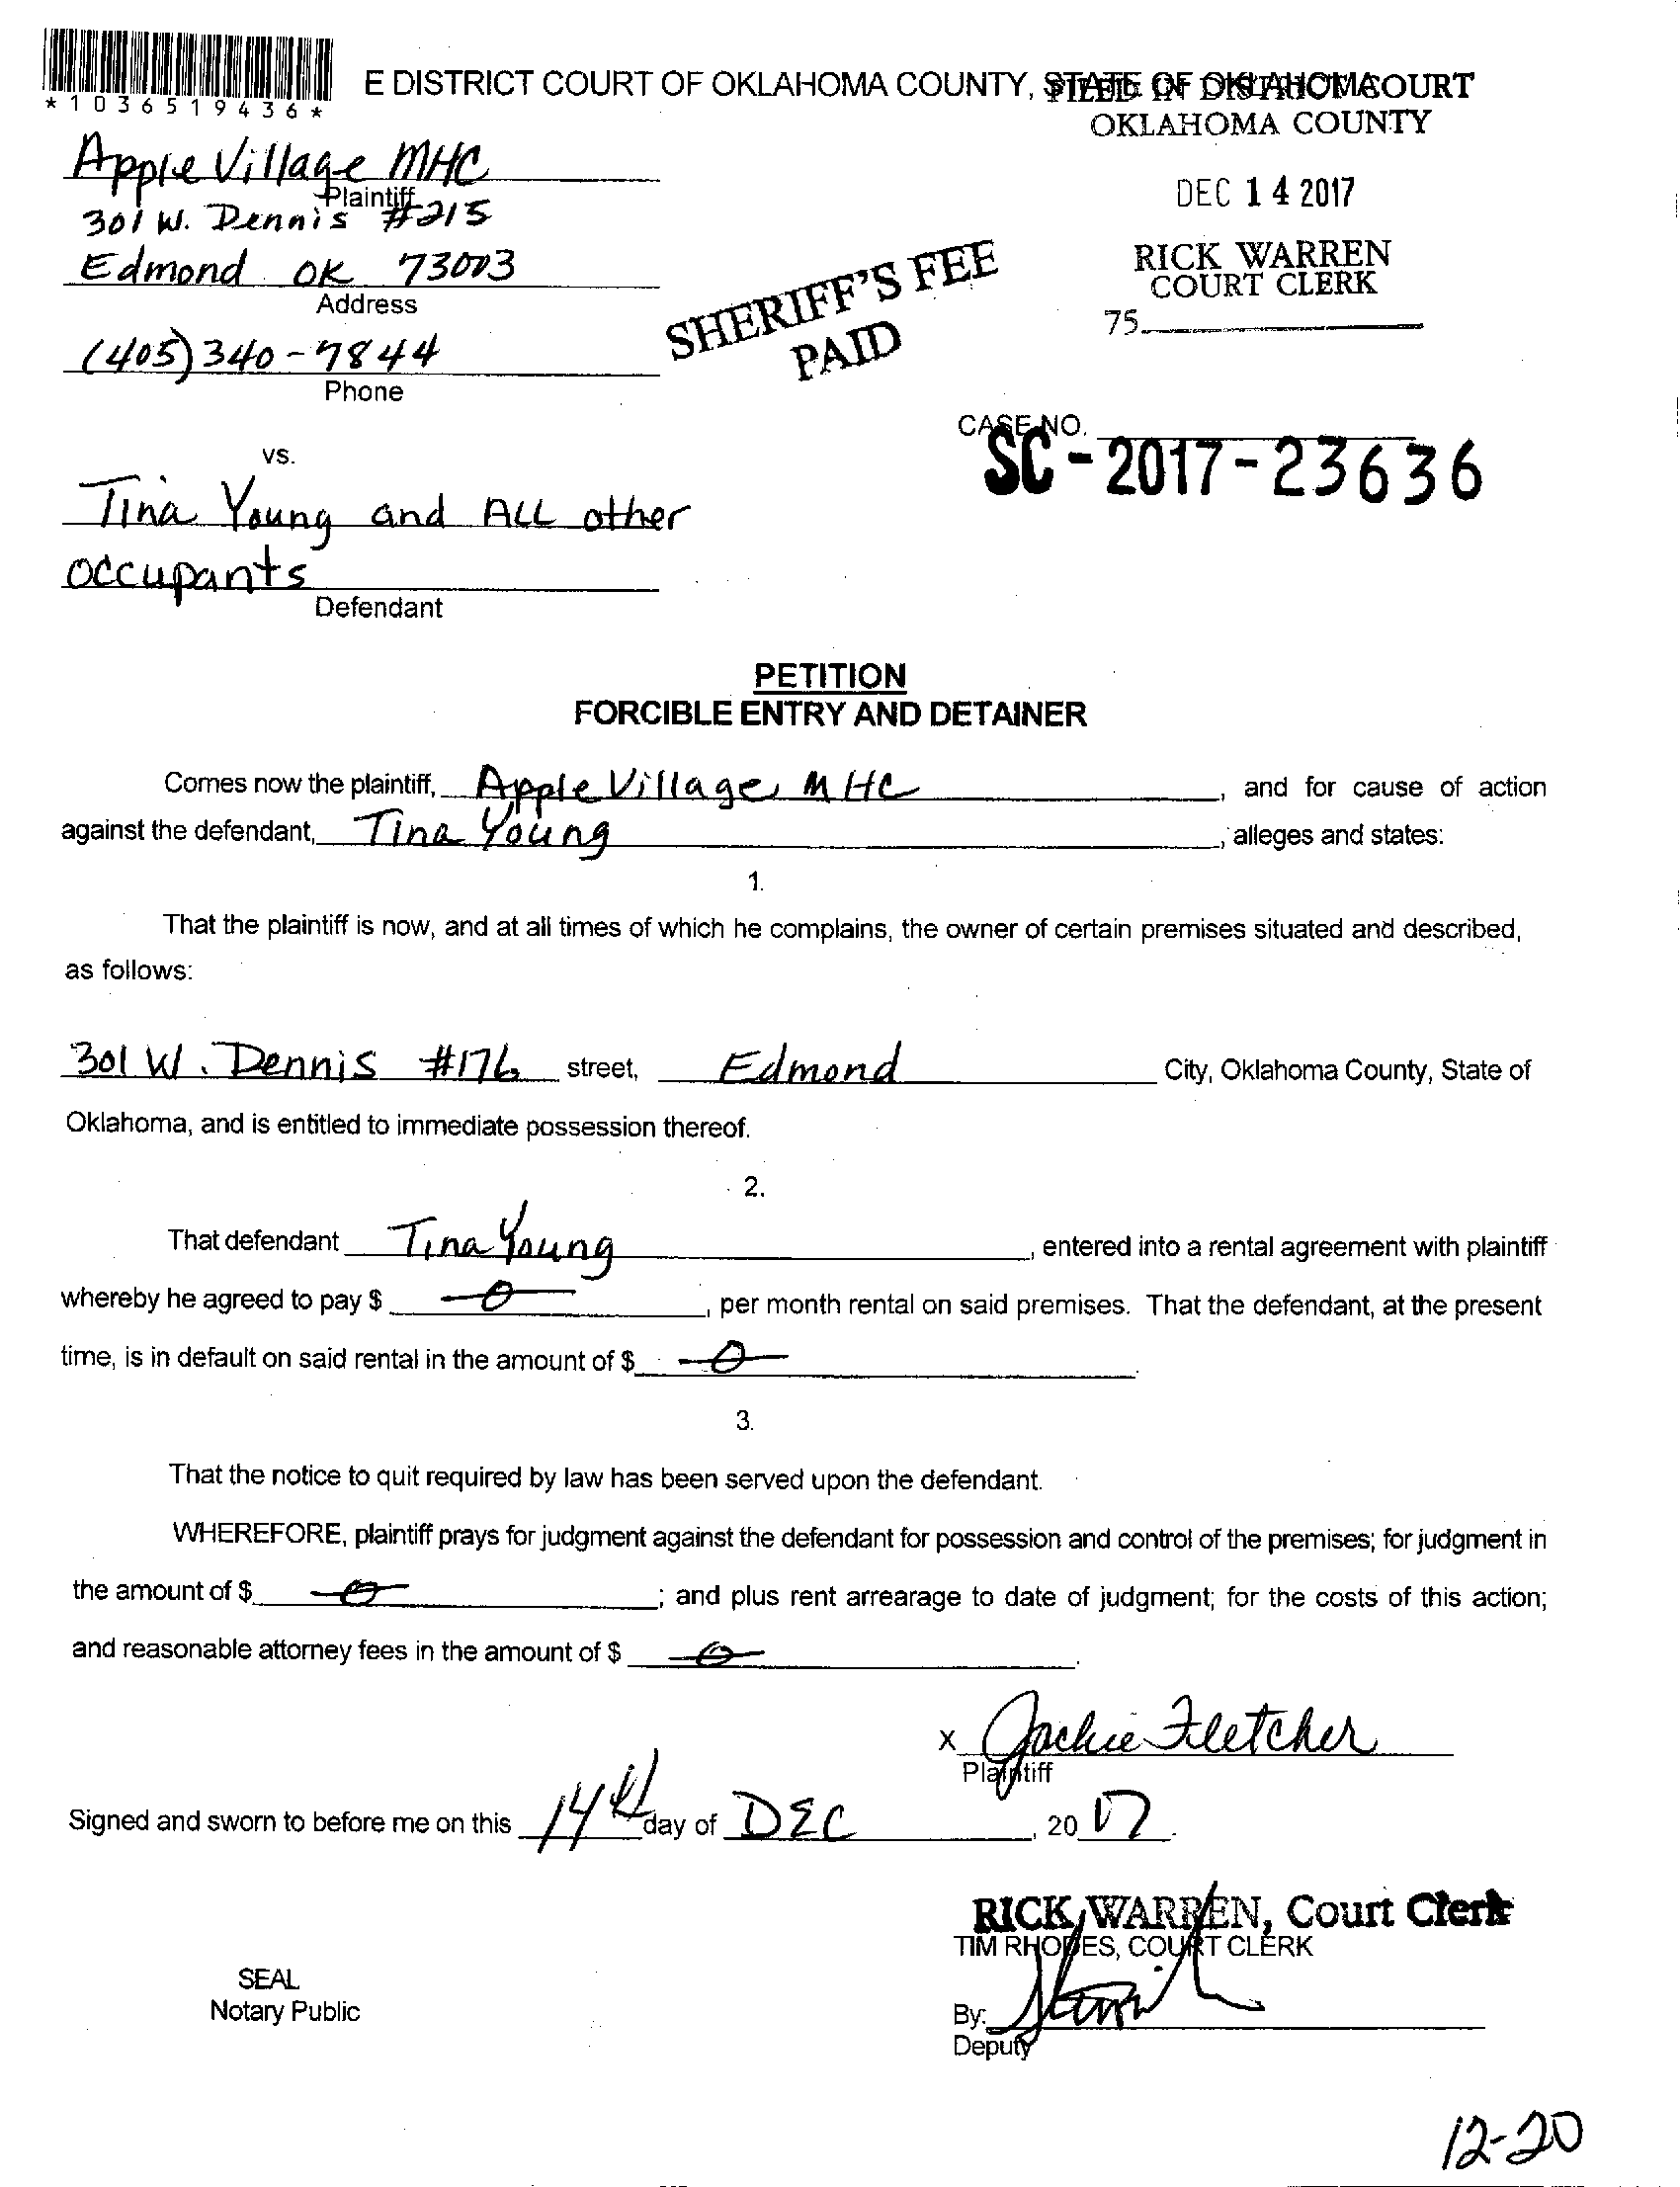 *1036519436*
E DISTRICT COURT OF OKLAHOMA COUNTY, STATE OF OKLAHOMA
FILED IN DISTRICT COURT
OKLAHOMA COUNTY
DEC 14 2017
RICK WARREN
COURT CLERK
75
Apple Village MHC
Plaintiff
301 W. Dennis #215
Edmond OK 73003
Address
(405) 340-7844
Phone
SHERIFF'S FEE
PAID
CASE NO.
SC-2017-23636
vs.
Tina Young and ALL other
occupants
Defendant
PETITION
FORCIBLE ENTRY AND DETAINER
Comes now the plaintiff, Apple Village MHC, and for cause of action
against the defendant, Tina Young, alleges and states:
1.
That the plaintiff is now, and at all times of which he complains, the owner of certain premises situated and described,
as follows:
301 W. Dennis #176 street, Edmond City, Oklahoma County, State of
Oklahoma, and is entitled to immediate possession thereof.
2.
That defendant Tina Young, entered into a rental agreement with plaintiff
whereby he agreed to pay $ 0, per month rental on said premises. That the defendant, at the present
time, is in default on said rental in the amount of $ 0.
3.
That the notice to quit required by law has been served upon the defendant.
WHEREFORE, plaintiff prays for judgment against the defendant for possession and control of the premises; for judgment in
the amount of $ 0; and plus rent arrearage to date of judgment; for the costs of this action;
and reasonable attorney fees in the amount of $ 0.
x Jackie Fletcher
Plaintiff
Signed and sworn to before me on this 14th day of DEC, 2017.
RICK WARREN, Court Clerk
TIM RHODES, COURT CLERK
SEAL
Notary Public
By:
Deputy
12-20